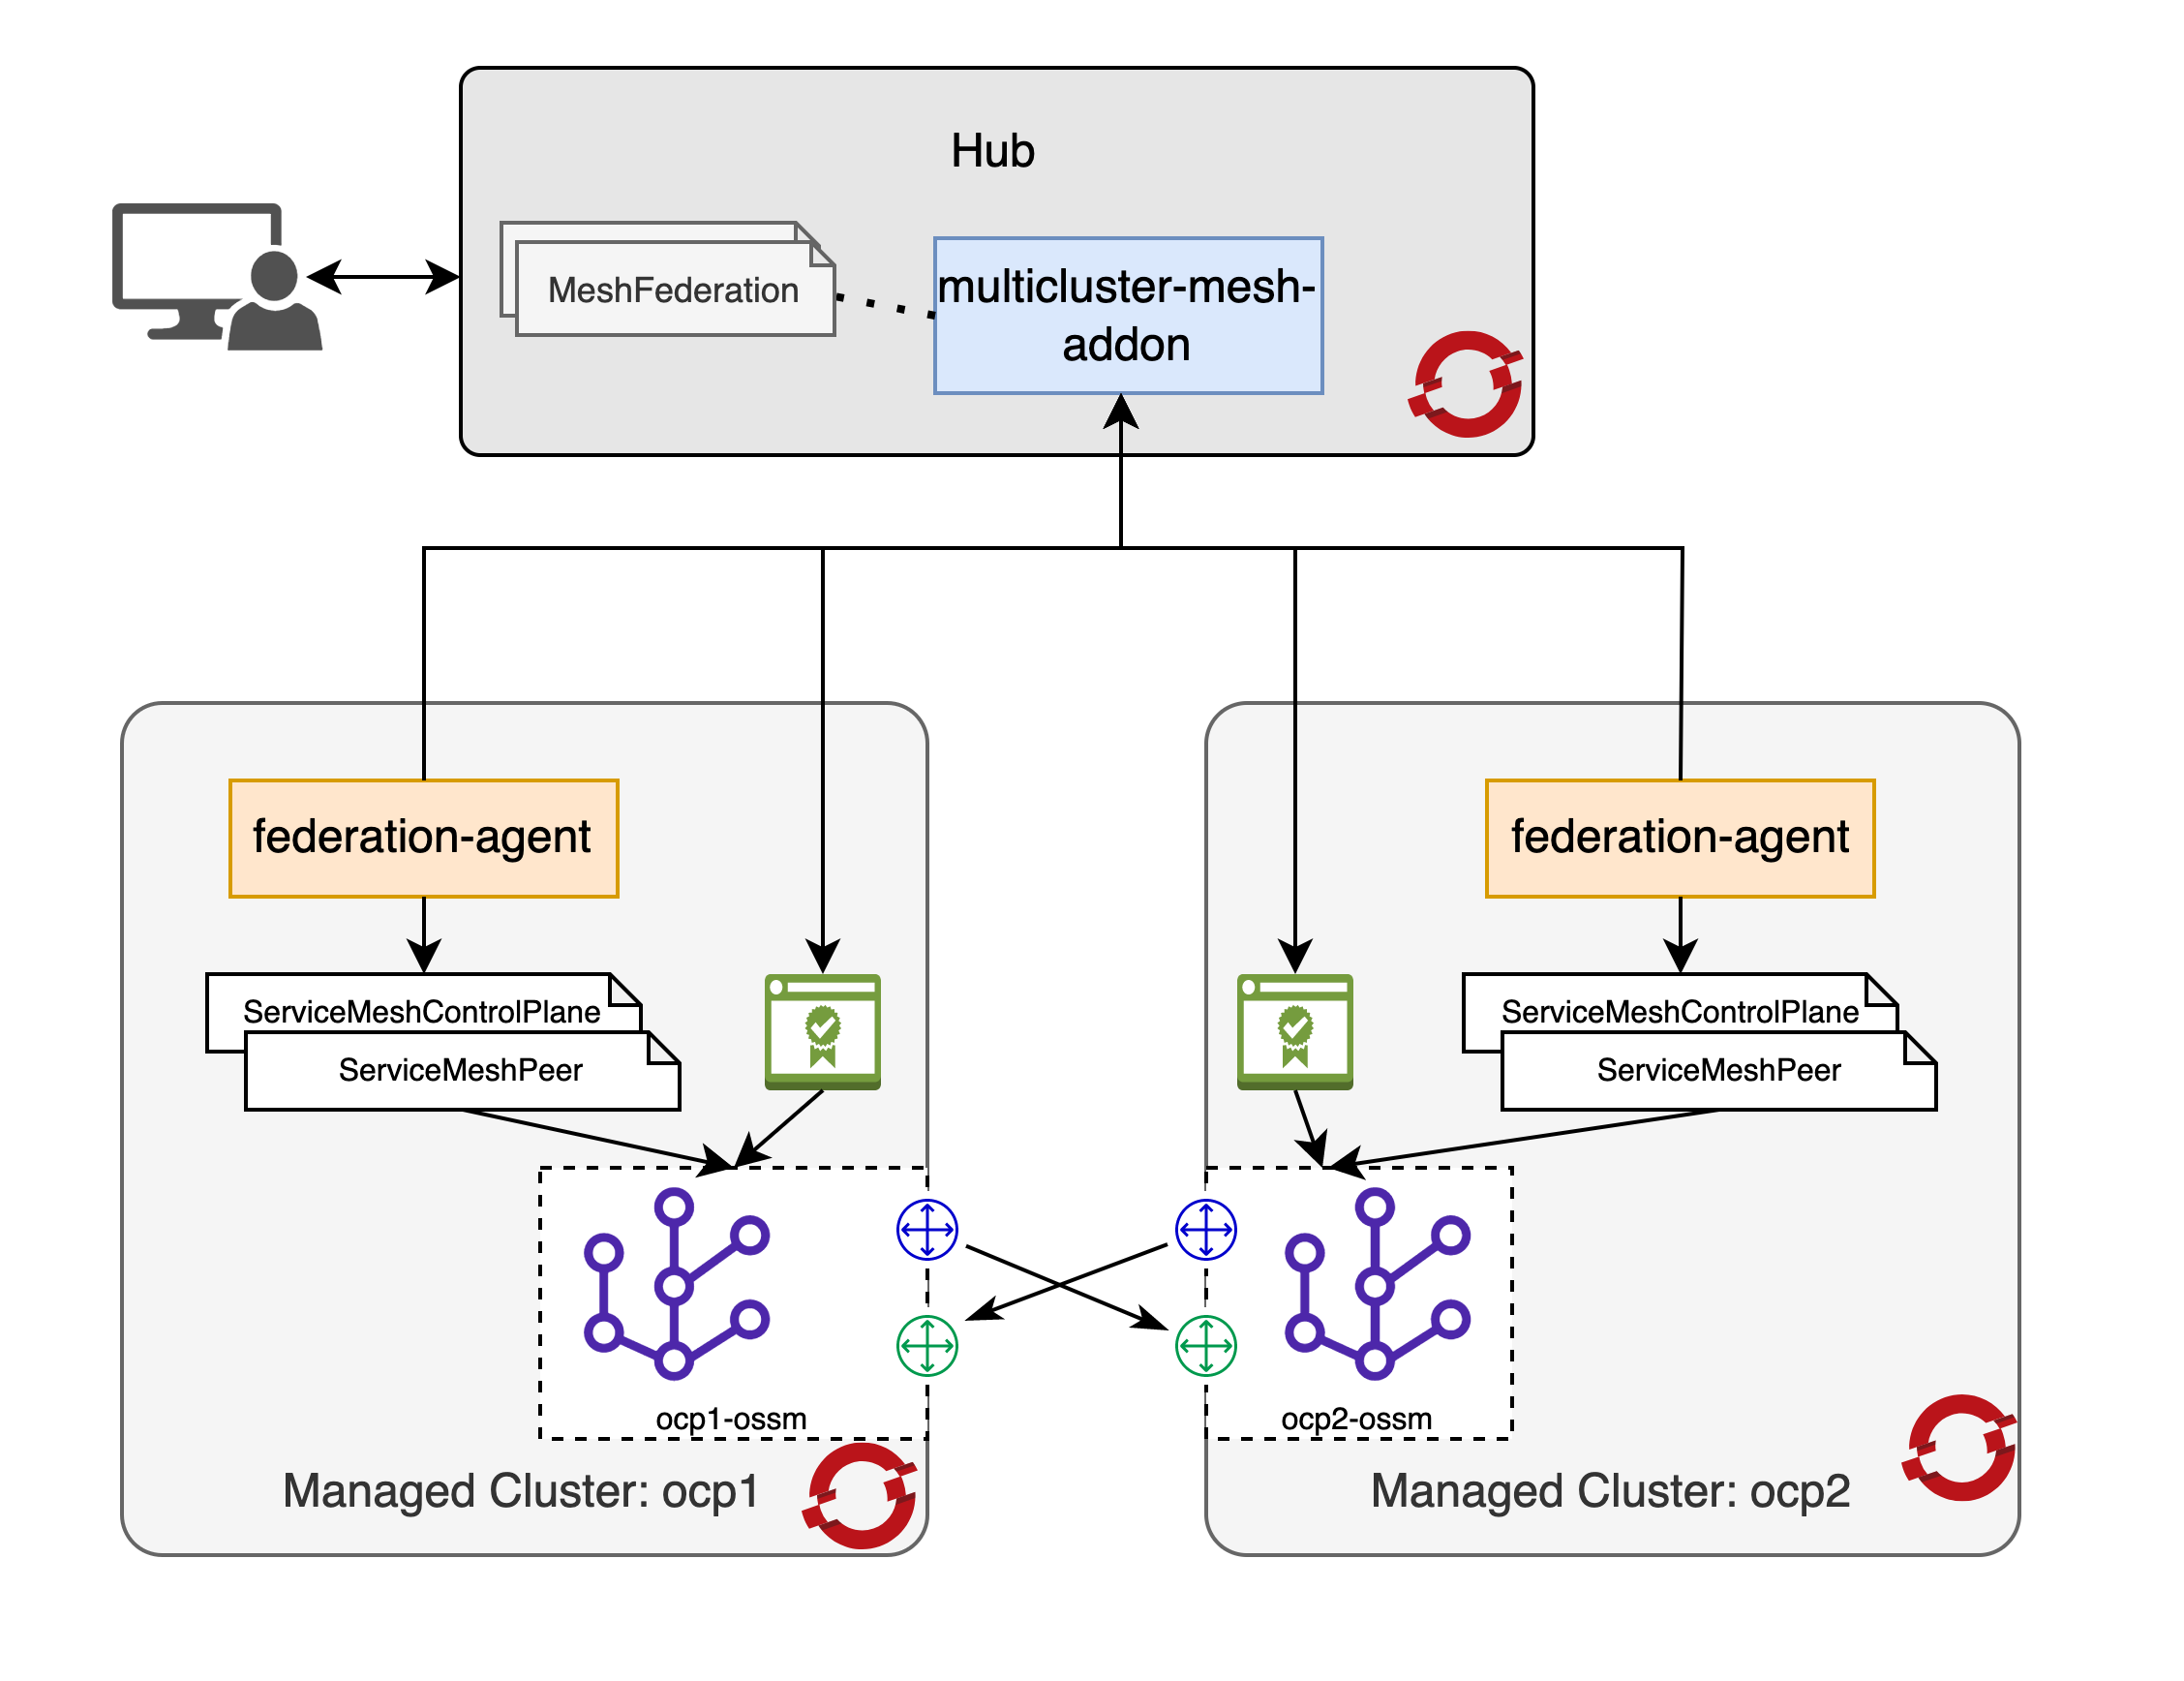 Hub
MeshFederation
multicluster-mesh-
addon
federation-agent
federation-agent
ServiceMeshControlPlane
ServiceMeshPeer
ServiceMeshControlPlane
ServiceMeshPeer
ocp1-ossm
ocp2-ossm
Managed Cluster: ocp1
Managed Cluster: ocp2